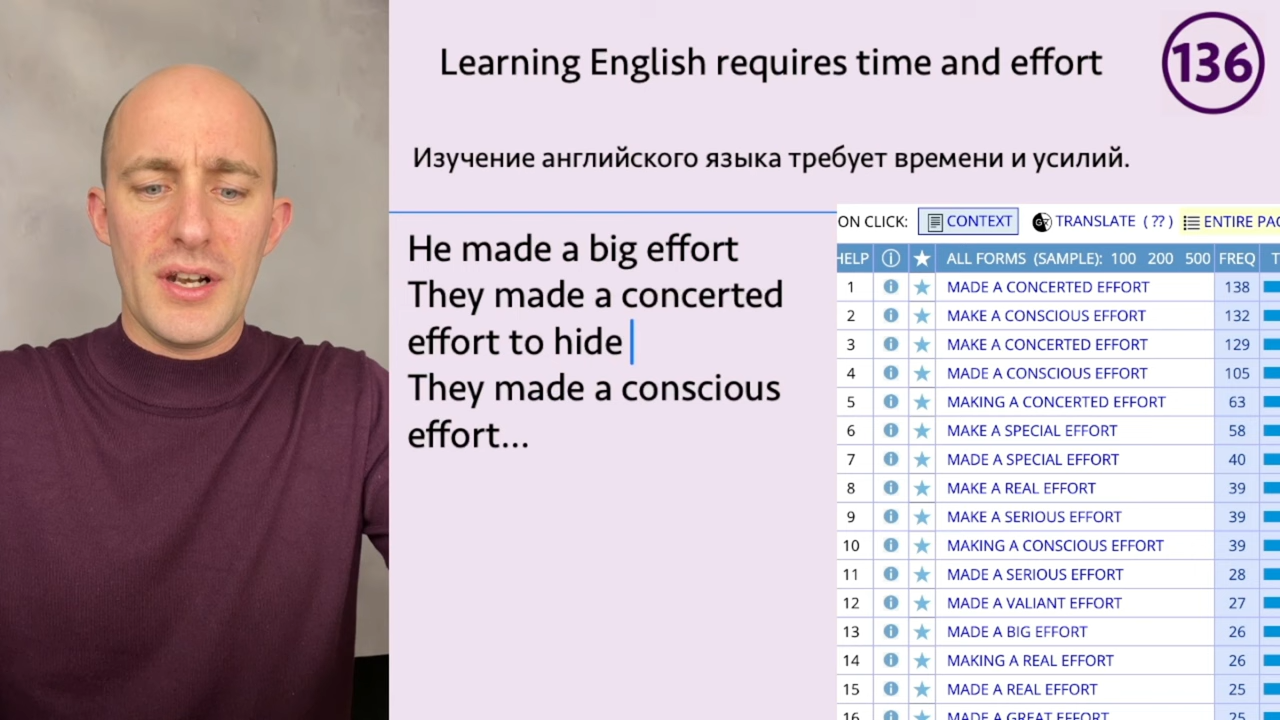 Learning English requires time and effort
136
Изучение английского языка требует времени и усилий.
He made a big effort
They made a concerted
effort to hide
They made a conscious
effort...
ON CLICK: CONTEXT TRANSLATE (??) ENTIRE
HELP ALL FORMS (SAMPLE): 100 200 500 FREQ
1 MADE A CONCERTED EFFORT 138
2 MAKE A CONSCIOUS EFFORT 132
3 MAKE A CONCERTED EFFORT 129
4 MADE A CONSCIOUS EFFORT 105
5 MAKING A CONCERTED EFFORT 63
6 MAKE A SPECIAL EFFORT 58
7 MADE A SPECIAL EFFORT 40
8 MAKE A REAL EFFORT 39
9 MAKE A SERIOUS EFFORT 39
10 MAKING A CONSCIOUS EFFORT 39
11 MADE A SERIOUS EFFORT 28
12 MADE A VALIANT EFFORT 27
13 MADE A BIG EFFORT 26
14 MAKING A REAL EFFORT 26
15 MADE A REAL EFFORT 25
16 MADE A GREAT EFFORT 25